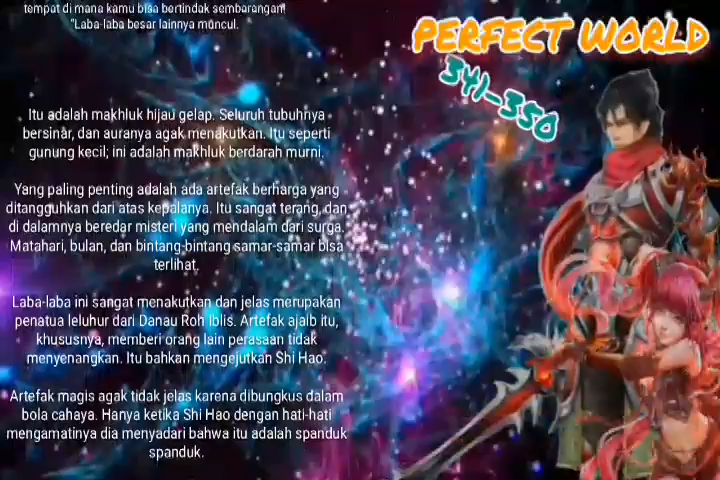 tempat di mana kamu bisa bertindak sembarangan!
"Laba-laba besar lainnya muncul.
Itu adalah makhluk hijau gelap. Seluruh tubuhnya
bersinar, dan auranya agak menakutkan. Itu seperti
gunung kecil; ini adalah makhluk berdarah murni.
Yang paling penting adalah ada artefak berharga yang
ditangguhkan dari atas kepalanya. Itu sangat terang, dan
di dalamnya beredar misteri yang mendalam dari surga.
Matahari, bulan, dan bintang-bintang samar-samar bisa
terlihat.
Laba-laba ini sangat menakutkan dan jelas merupakan
penatua leluhur dari Danau Roh Iblis. Artefak ajaib itu,
khususnya, memberi orang lain perasaan tidak
menyenangkan. Itu bahkan mengejutkan Shi Hao.
Artefak magis agak tidak jelas karena dibungkus dalam
bola cahaya. Hanya ketika Shi Hao dengan hati-hati
mengamatinya dia menyadari bahwa itu adalah spanduk
spanduk.
PERFECT WORLD
341-350